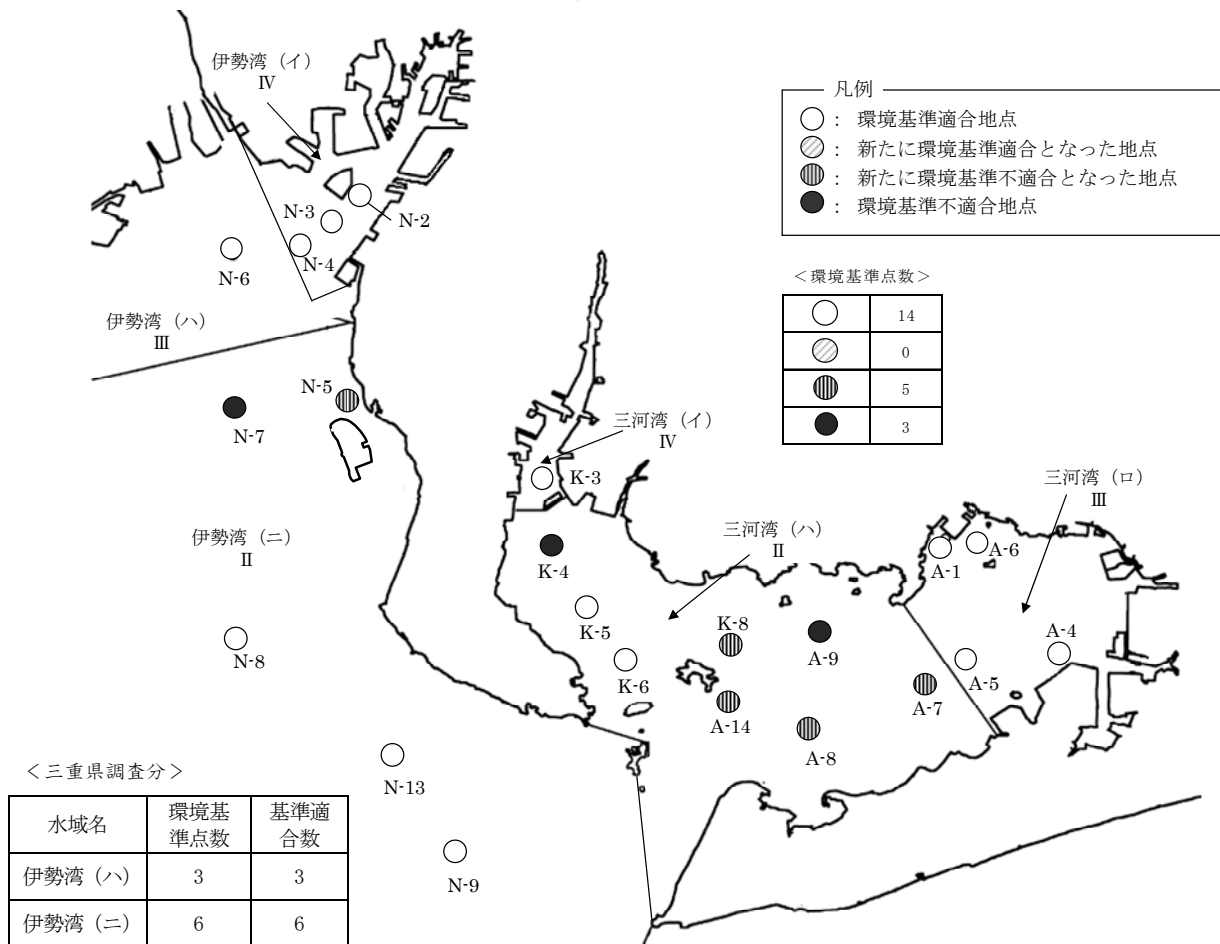 伊勢湾（イ）
Ⅳ
N-3
N-2
N-4
N-6
伊勢湾（ハ）
Ⅲ
N-5
N-7
三河湾（イ）
Ⅳ
K-3
伊勢湾（ニ）
Ⅱ
三河湾（ハ）
Ⅱ
三河湾（ロ）
Ⅲ
K-4
A-1
A-6
K-5
K-8
A-9
A-4
N-8
K-6
A-5
A-7
A-14
A-8
N-13
N-9
凡例
： 環境基準適合地点
： 新たに環境基準適合となった地点
： 新たに環境基準不適合となった地点
： 環境基準不適合地点
＜環境基準点数＞
14
0
5
3
＜三重県調査分＞
水域名 環境基準点数 基準適合数
伊勢湾（ハ） 3 3
伊勢湾（ニ） 6 6